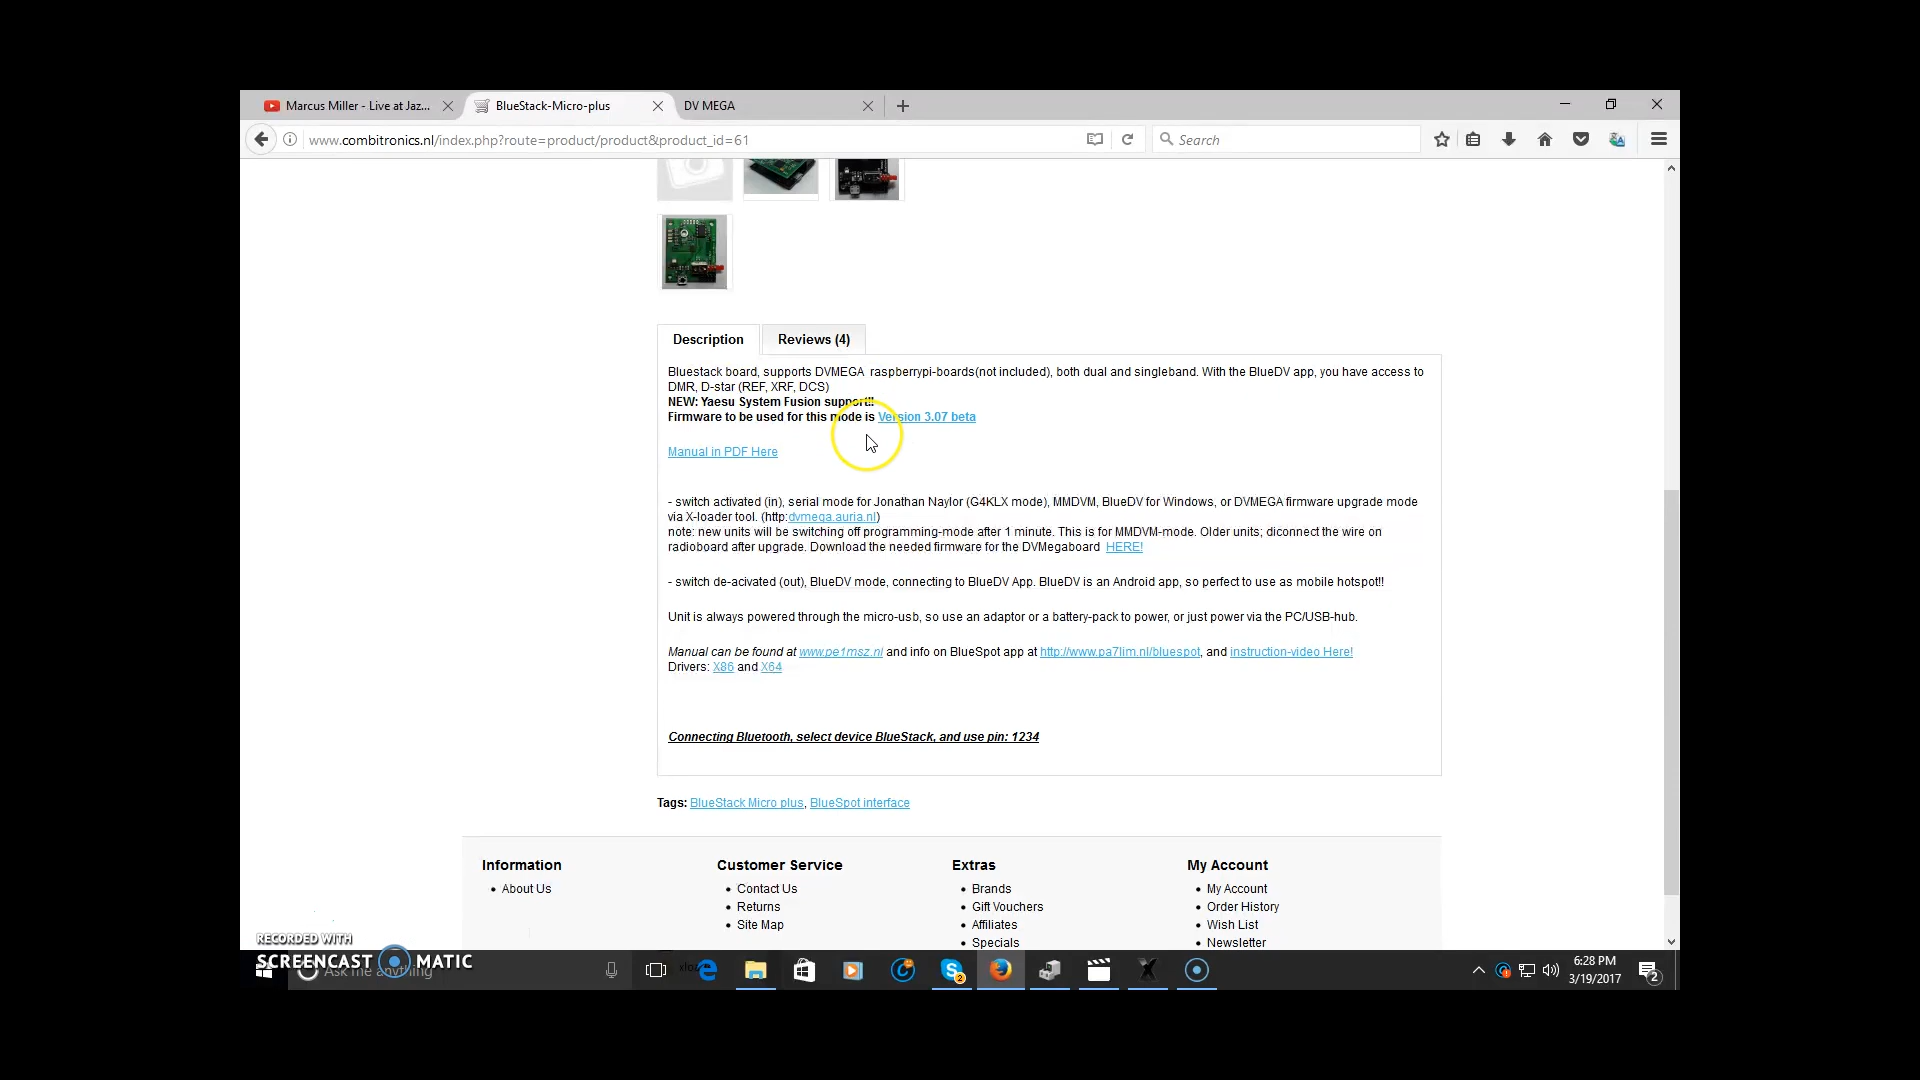 Marcus Miller - Live at Jaz...
BlueStack-Micro-plus
DV MEGA
www.combitronics.nl/index.php?route=product/product&product_id=61
Search
Description
Reviews (4)
Bluestack board, supports DVMEGA raspberrypi-boards(not included), both dual and singleband. With the BlueDV app, you have access to
DMR, D-star (REF, XRF, DCS)
NEW: Yaesu System Fusion support!!
Firmware to be used for this mode is Version 3.07 beta
Manual in PDF Here
- switch activated (in), serial mode for Jonathan Naylor (G4KLX mode), MMDVM, BlueDV for Windows, or DVMEGA firmware upgrade mode
via X-loader tool. (http:dvmega.auria.nl)
note: new units will be switching off programming-mode after 1 minute. This is for MMDVM-mode. Older units; diconnect the wire on
radioboard after upgrade. Download the needed firmware for the DVMegaboard HERE!
- switch de-acivated (out), BlueDV mode, connecting to BlueDV App. BlueDV is an Android app, so perfect to use as mobile hotspot!!
Unit is always powered through the micro-usb, so use an adaptor or a battery-pack to power, or just power via the PC/USB-hub.
Manual can be found at www.pe1msz.nl and info on BlueSpot app at http://www.pa7lim.nl/bluespot, and instruction-video Here!
Drivers: X86 and X64
Connecting Bluetooth, select device BlueStack, and use pin: 1234
Tags: BlueStack Micro plus, BlueSpot interface
Information
Customer Service
Extras
My Account
• About Us
• Contact Us
• Brands
• My Account
• Returns
• Gift Vouchers
• Order History
• Site Map
• Affiliates
• Wish List
• Specials
• Newsletter
RECORDED WITH
SCREENCAST MATIC
Ask me anything
6:28 PM
3/19/2017
2
2